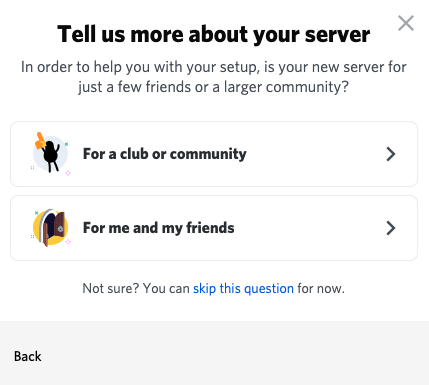 Tell us more about your server
In order to help you with your setup, is your new server for
just a few friends or a larger community?
For a club or community
For me and my friends
Not sure? You can skip this question for now.
Back